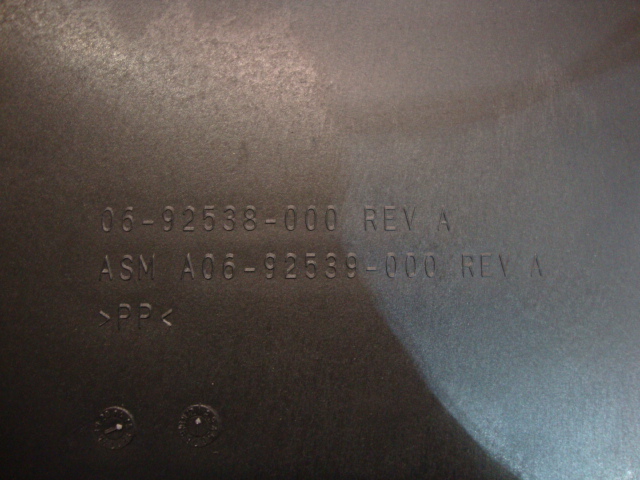 06-92538-000 REV A
ASM A06-92539-000 REV A
>PP<